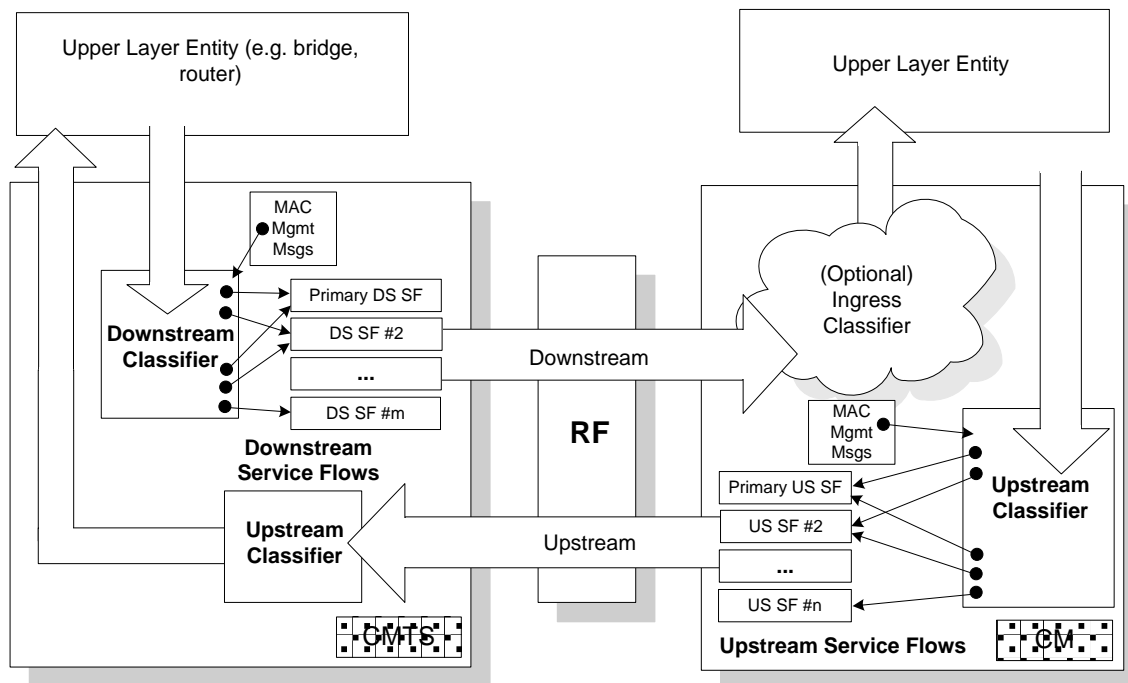 Upper Layer Entity (e.g. bridge,
router)
Upper Layer Entity
MAC
Mgmt
Msgs
Downstream
Classifier
Primary DS SF
DS SF #2
...
DS SF #m
Downstream
Service Flows
Downstream
RF
(Optional)
Ingress
Classifier
MAC
Mgmt
Msgs
Primary US SF
US SF #2
...
US SF #n
Upstream
Classifier
Upstream
Upstream
Classifier
Upstream Service Flows
CMTS
CM